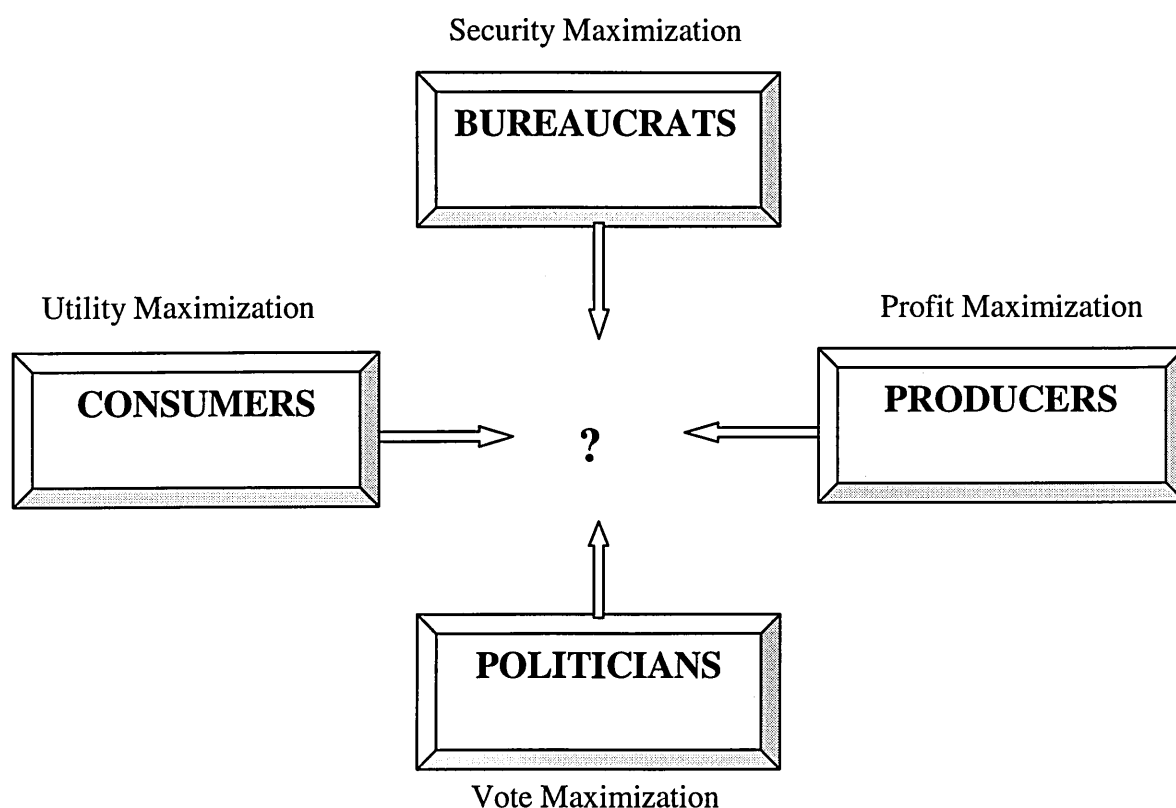 Security Maximization
BUREAUCRATS
Utility Maximization
CONSUMERS
Profit Maximization
PRODUCERS
?
POLITICIANS
Vote Maximization